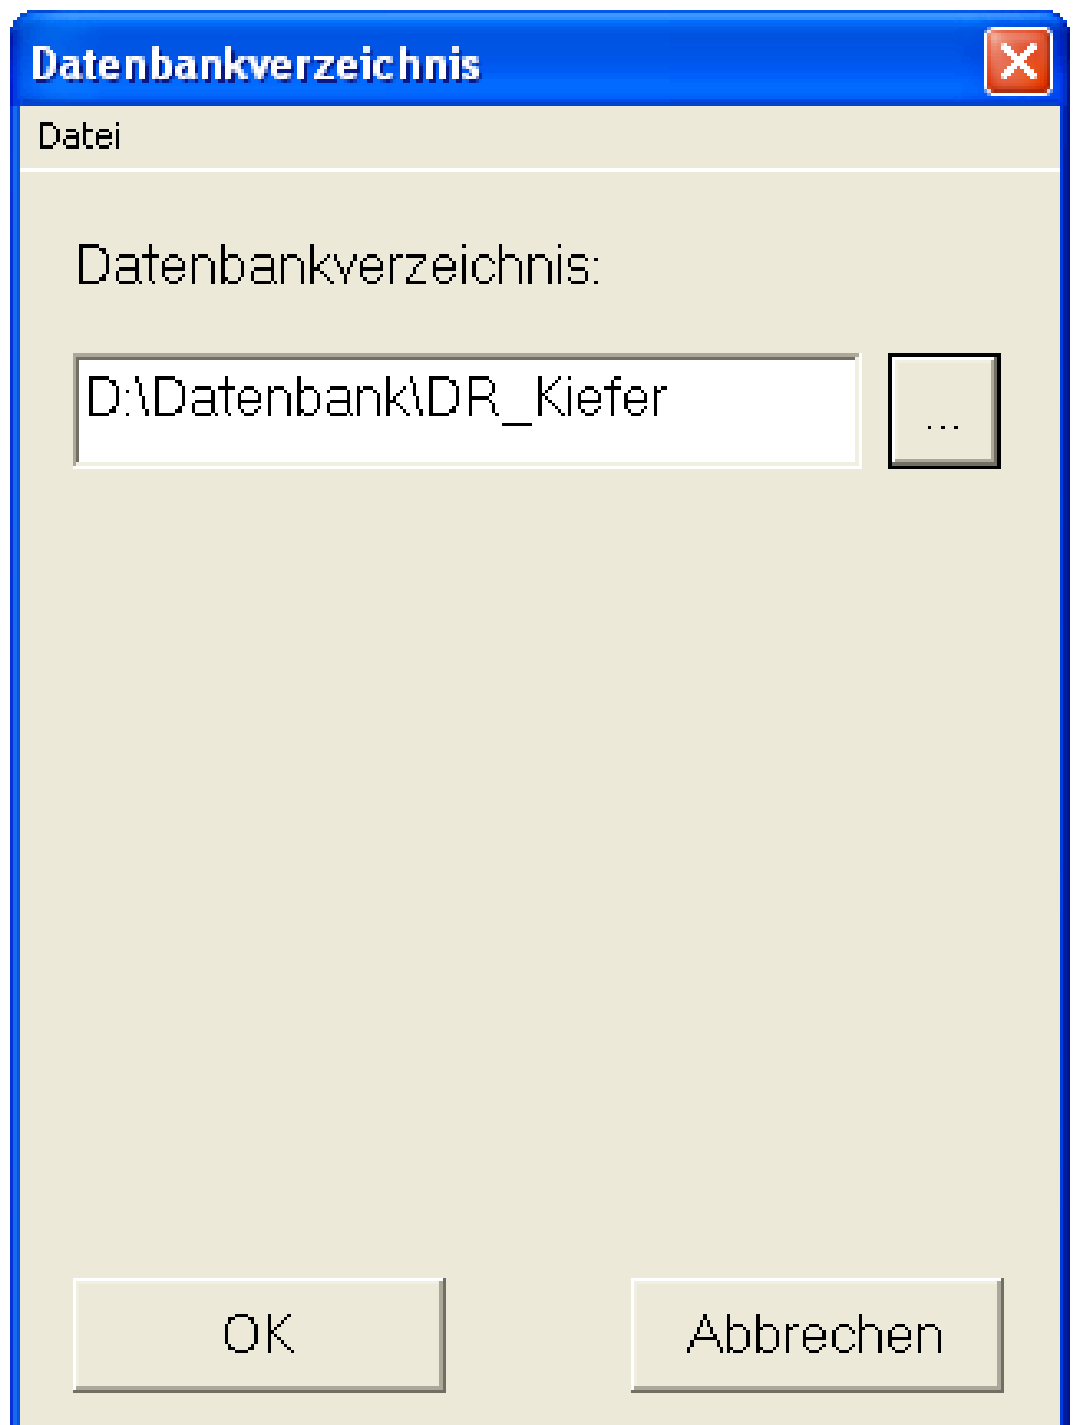 Datenbankverzeichnis
Datei
Datenbankverzeichnis:
D:\Datenbank\DR_Kiefer
...
OK
Abbrechen